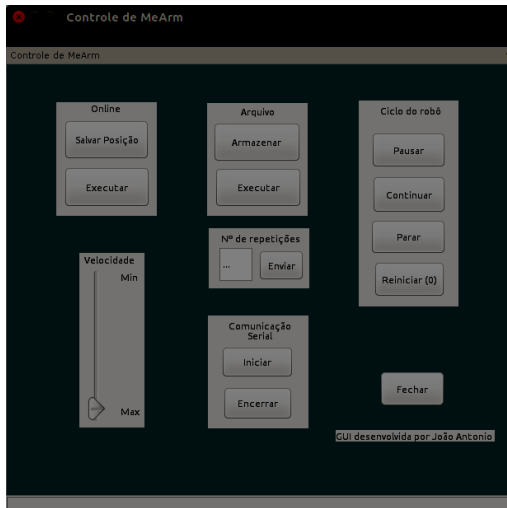 Controle de MeArm
Controle de MeArm
Online
Salvar Posição
Executar
Arquivo
Armazenar
Executar
Ciclo do robô
Pausar
Continuar
Parar
Reiniciar (0)
Nº de repetições
...
Enviar
Velocidade
Min
Max
Comunicação
Serial
Iniciar
Encerrar
Fechar
GUI desenvolvida por João Antonio